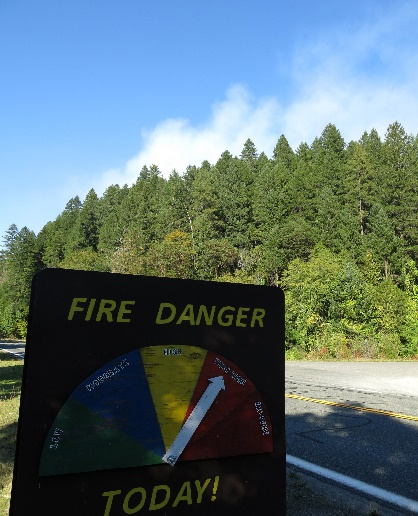 FIRE DANGER
LOW
MODERATE
HIGH
VERY HIGH
EXTREME
TODAY!